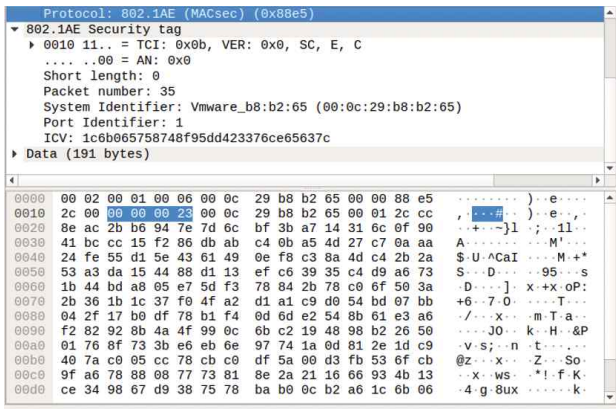 Protocol: 802.1AE (MACsec) (0x88e5)
802.1AE Security tag
0010 11.. = TCI: 0x0b, VER: 0x0, SC, E, C
.... ..00 = AN: 0x0
Short length: 0
Packet number: 35
System Identifier: Vmware_b8:b2:65 (00:0c:29:b8:b2:65)
Port Identifier: 1
ICV: 1c6b065758748f95dd423376ce65637c
Data (191 bytes)
0000 00 02 00 01 00 06 00 0c 29 b8 b2 65 00 00 88 e5 ········ )··e····
0010 2c 00 00 00 00 23 00 0c 29 b8 b2 65 00 01 2c cc ,····#·· )··e··,·
0020 8e ac 2b b6 94 7e 7d 6c bf 3b a7 14 31 6c 0f 90 ··+··~}l ·;··1l··
0030 41 bc cc 15 f2 86 db ab c4 0b a5 4d 27 c7 0a aa A······· ···M'···
0040 24 fe 55 d1 5e 43 61 49 0e f8 c3 8a 4d c4 2b 2a $·U·^CaI ····M·+*
0050 53 a3 da 15 44 88 d1 13 ef c6 39 35 c4 d9 a6 73 S···D··· ··95···s
0060 1b 44 bd a8 05 e7 5d f3 78 84 2b 78 c0 6f 50 3a ·D····]· x·+x·oP:
0070 2b 36 1b 1c 37 f0 4f a2 d1 a1 c9 d0 54 bd 07 bb +6··7·O· ····T···
0080 04 2f 17 b0 df 78 b1 f4 0d 6d e2 54 8b 61 e3 a6 ·/···x·· ·m·T·a··
0090 f2 82 92 8b 4a 4f 99 0c 6b c2 19 48 98 b2 26 50 ····JO·· k··H··&P
00a0 01 76 8f 73 3b e6 eb 6e 97 74 1a 0d 81 2e 1d c9 ·v·s;··n ·t···.··
00b0 40 7a c0 05 cc 78 cb c0 df 5a 00 d3 fb 53 6f cb @z···x·· ·Z···So·
00c0 9f a6 78 88 08 77 73 81 8e 2a 21 16 66 93 4b 13 ··x··ws· ·*!·f·K·
00d0 ce 34 98 67 d9 38 75 78 ba b0 0c b2 a6 1c 6b 06 ·4·g·8ux ······k·